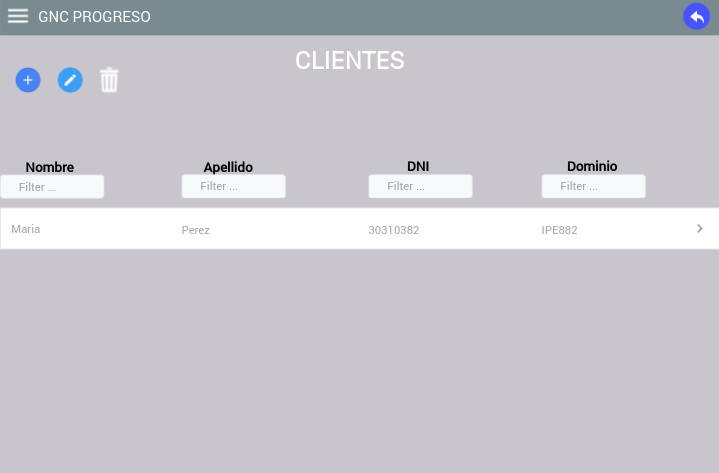 GNC PROGRESO
CLIENTES
Nombre Apellido DNI Dominio
Filter ... Filter ... Filter ... Filter ...
Maria Perez 30310382 IPE882